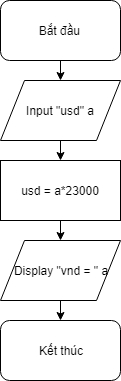 Bắt đầu
Input "usd" a
usd = a*23000
Display "vnd = " a
Kết thúc